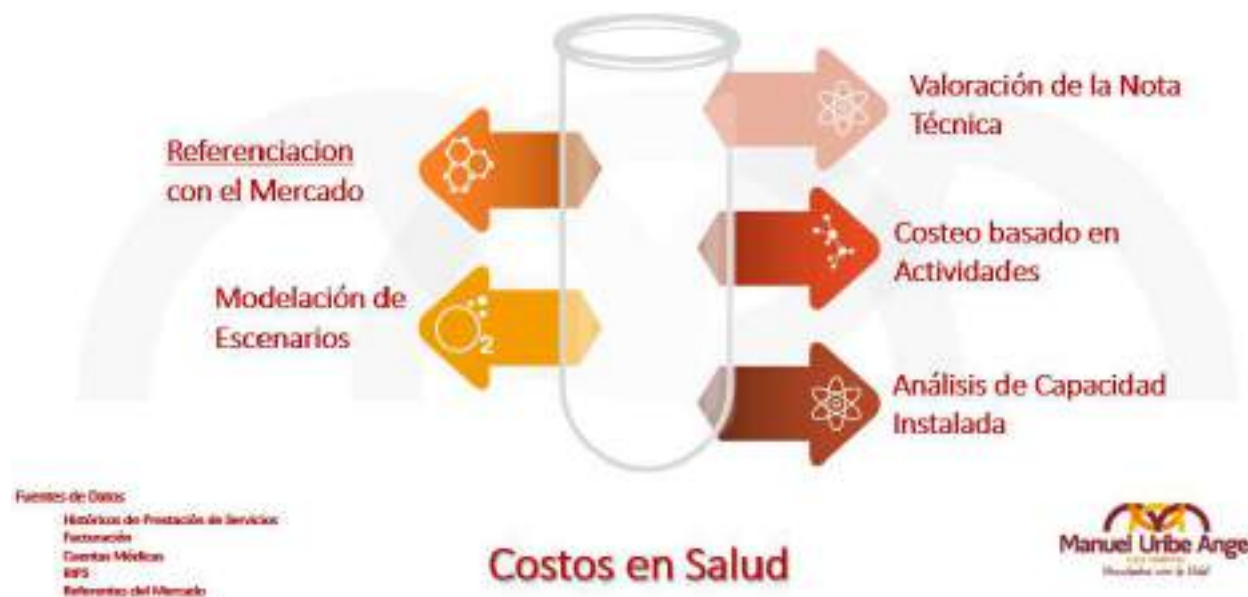 Valoración de la Nota
Técnica
Referenciacion
con el Mercado
Costeo basado en
Actividades
Modelación de
Escenarios
Análisis de Capacidad
Instalada
Fuentes de Datos
Históricos de Prestación de Servicios
Facturación
Cuentas Médicas
RIPS
Referentes del Mercado
Costos en Salud
Manuel Uribe Ange
2